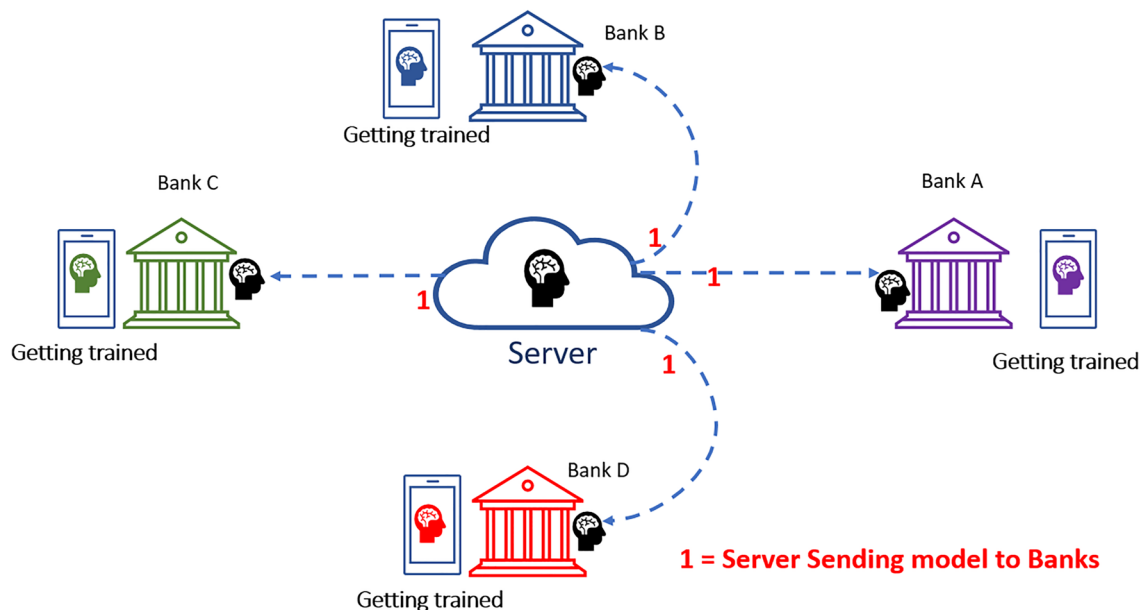 Bank B
Getting trained
Bank C
Bank A
1
1
1
Getting trained
Server
1
Getting trained
Bank D
1 = Server Sending model to Banks
Getting trained